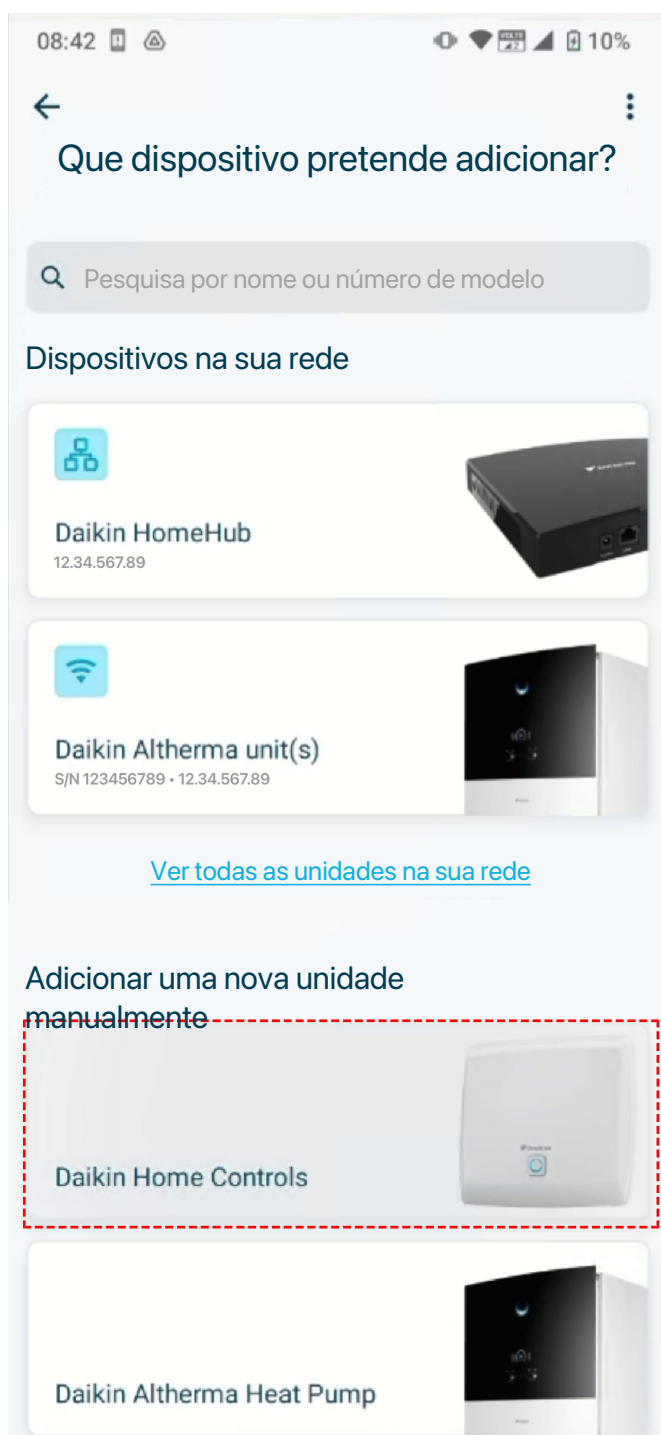 08:42
10%
Que dispositivo pretende adicionar?
Pesquisa por nome ou número de modelo
Dispositivos na sua rede
Daikin HomeHub
12.34.567.89
Daikin Altherma unit(s)
S/N 123456789 • 12.34.567.89
Ver todas as unidades na sua rede
Adicionar uma nova unidade
manualmente
Daikin Home Controls
Daikin Altherma Heat Pump